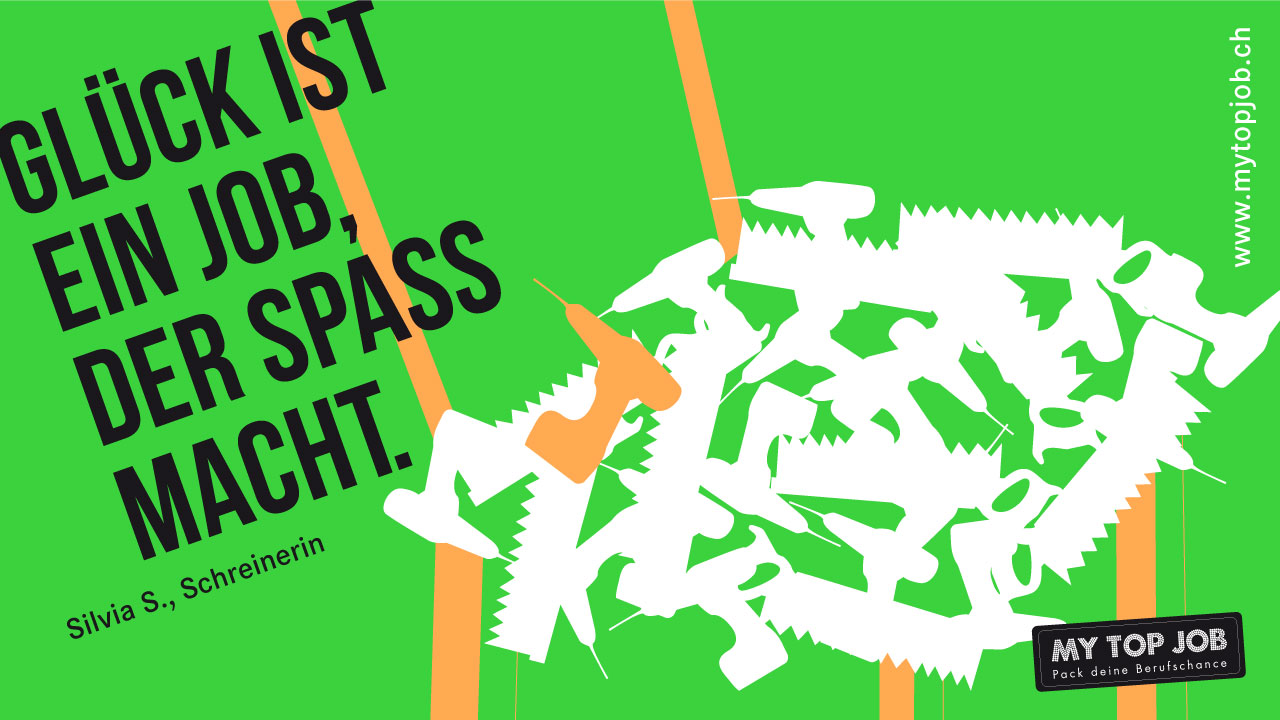 GLÜCK IST
EIN JOB,
DER SPASS
MACHT.
Silvia S., Schreinerin
www.mytopjob.ch
MY TOP JOB
Pack deine Berufschance